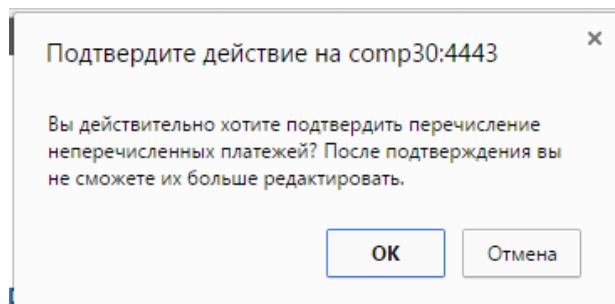 Подтвердите действие на comp30:4443
Вы действительно хотите подтвердить перечисление
неперечисленных платежей? После подтверждения вы
не сможете их больше редактировать.
ОК
Отмена